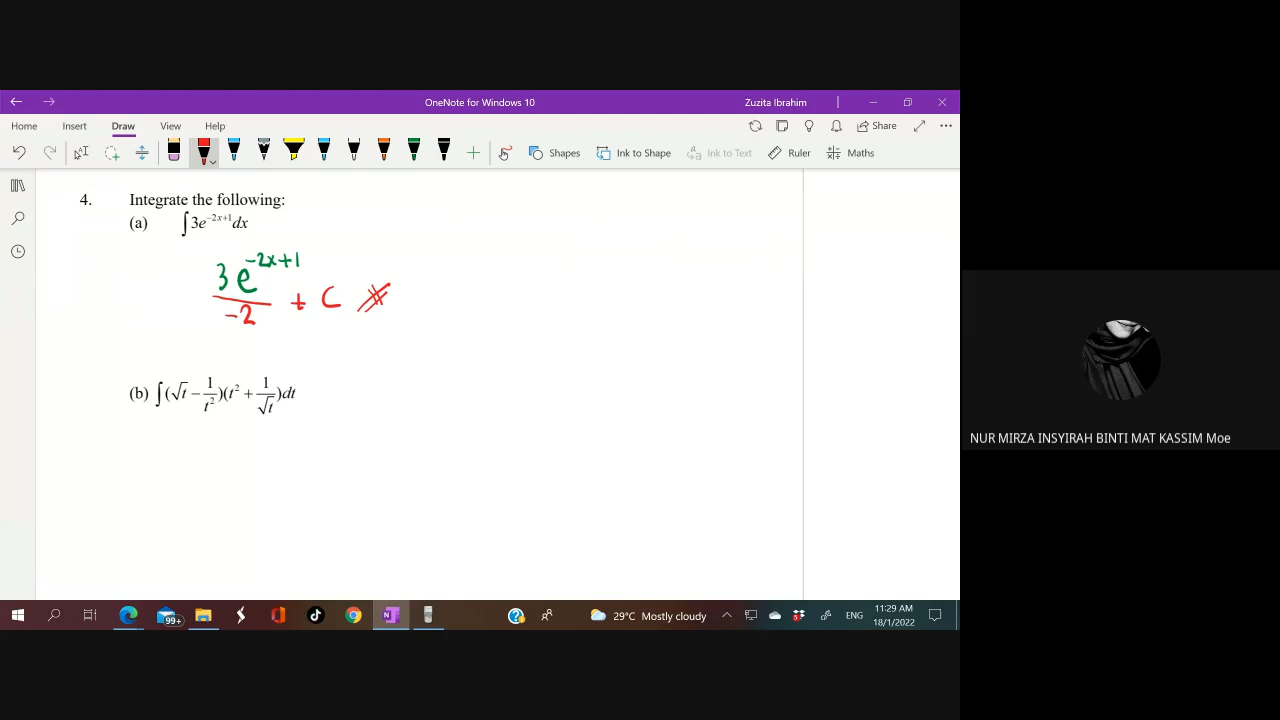 OneNote for Windows 10
Zuzita Ibrahim
Home Insert Draw View Help
Share
Shapes Ink to Shape Ink to Text Ruler Maths
4. Integrate the following:
(a) ∫3e^{-2x+1}dx
3e^{-2x+1}/-2 + C
(b) ∫(√t − 1/t²)(t² + 1/√t)dt
NUR MIRZA INSYIRAH BINTI MAT KASSIM Moe
99+
29°C Mostly cloudy
5
ENG
11:29 AM
18/1/2022